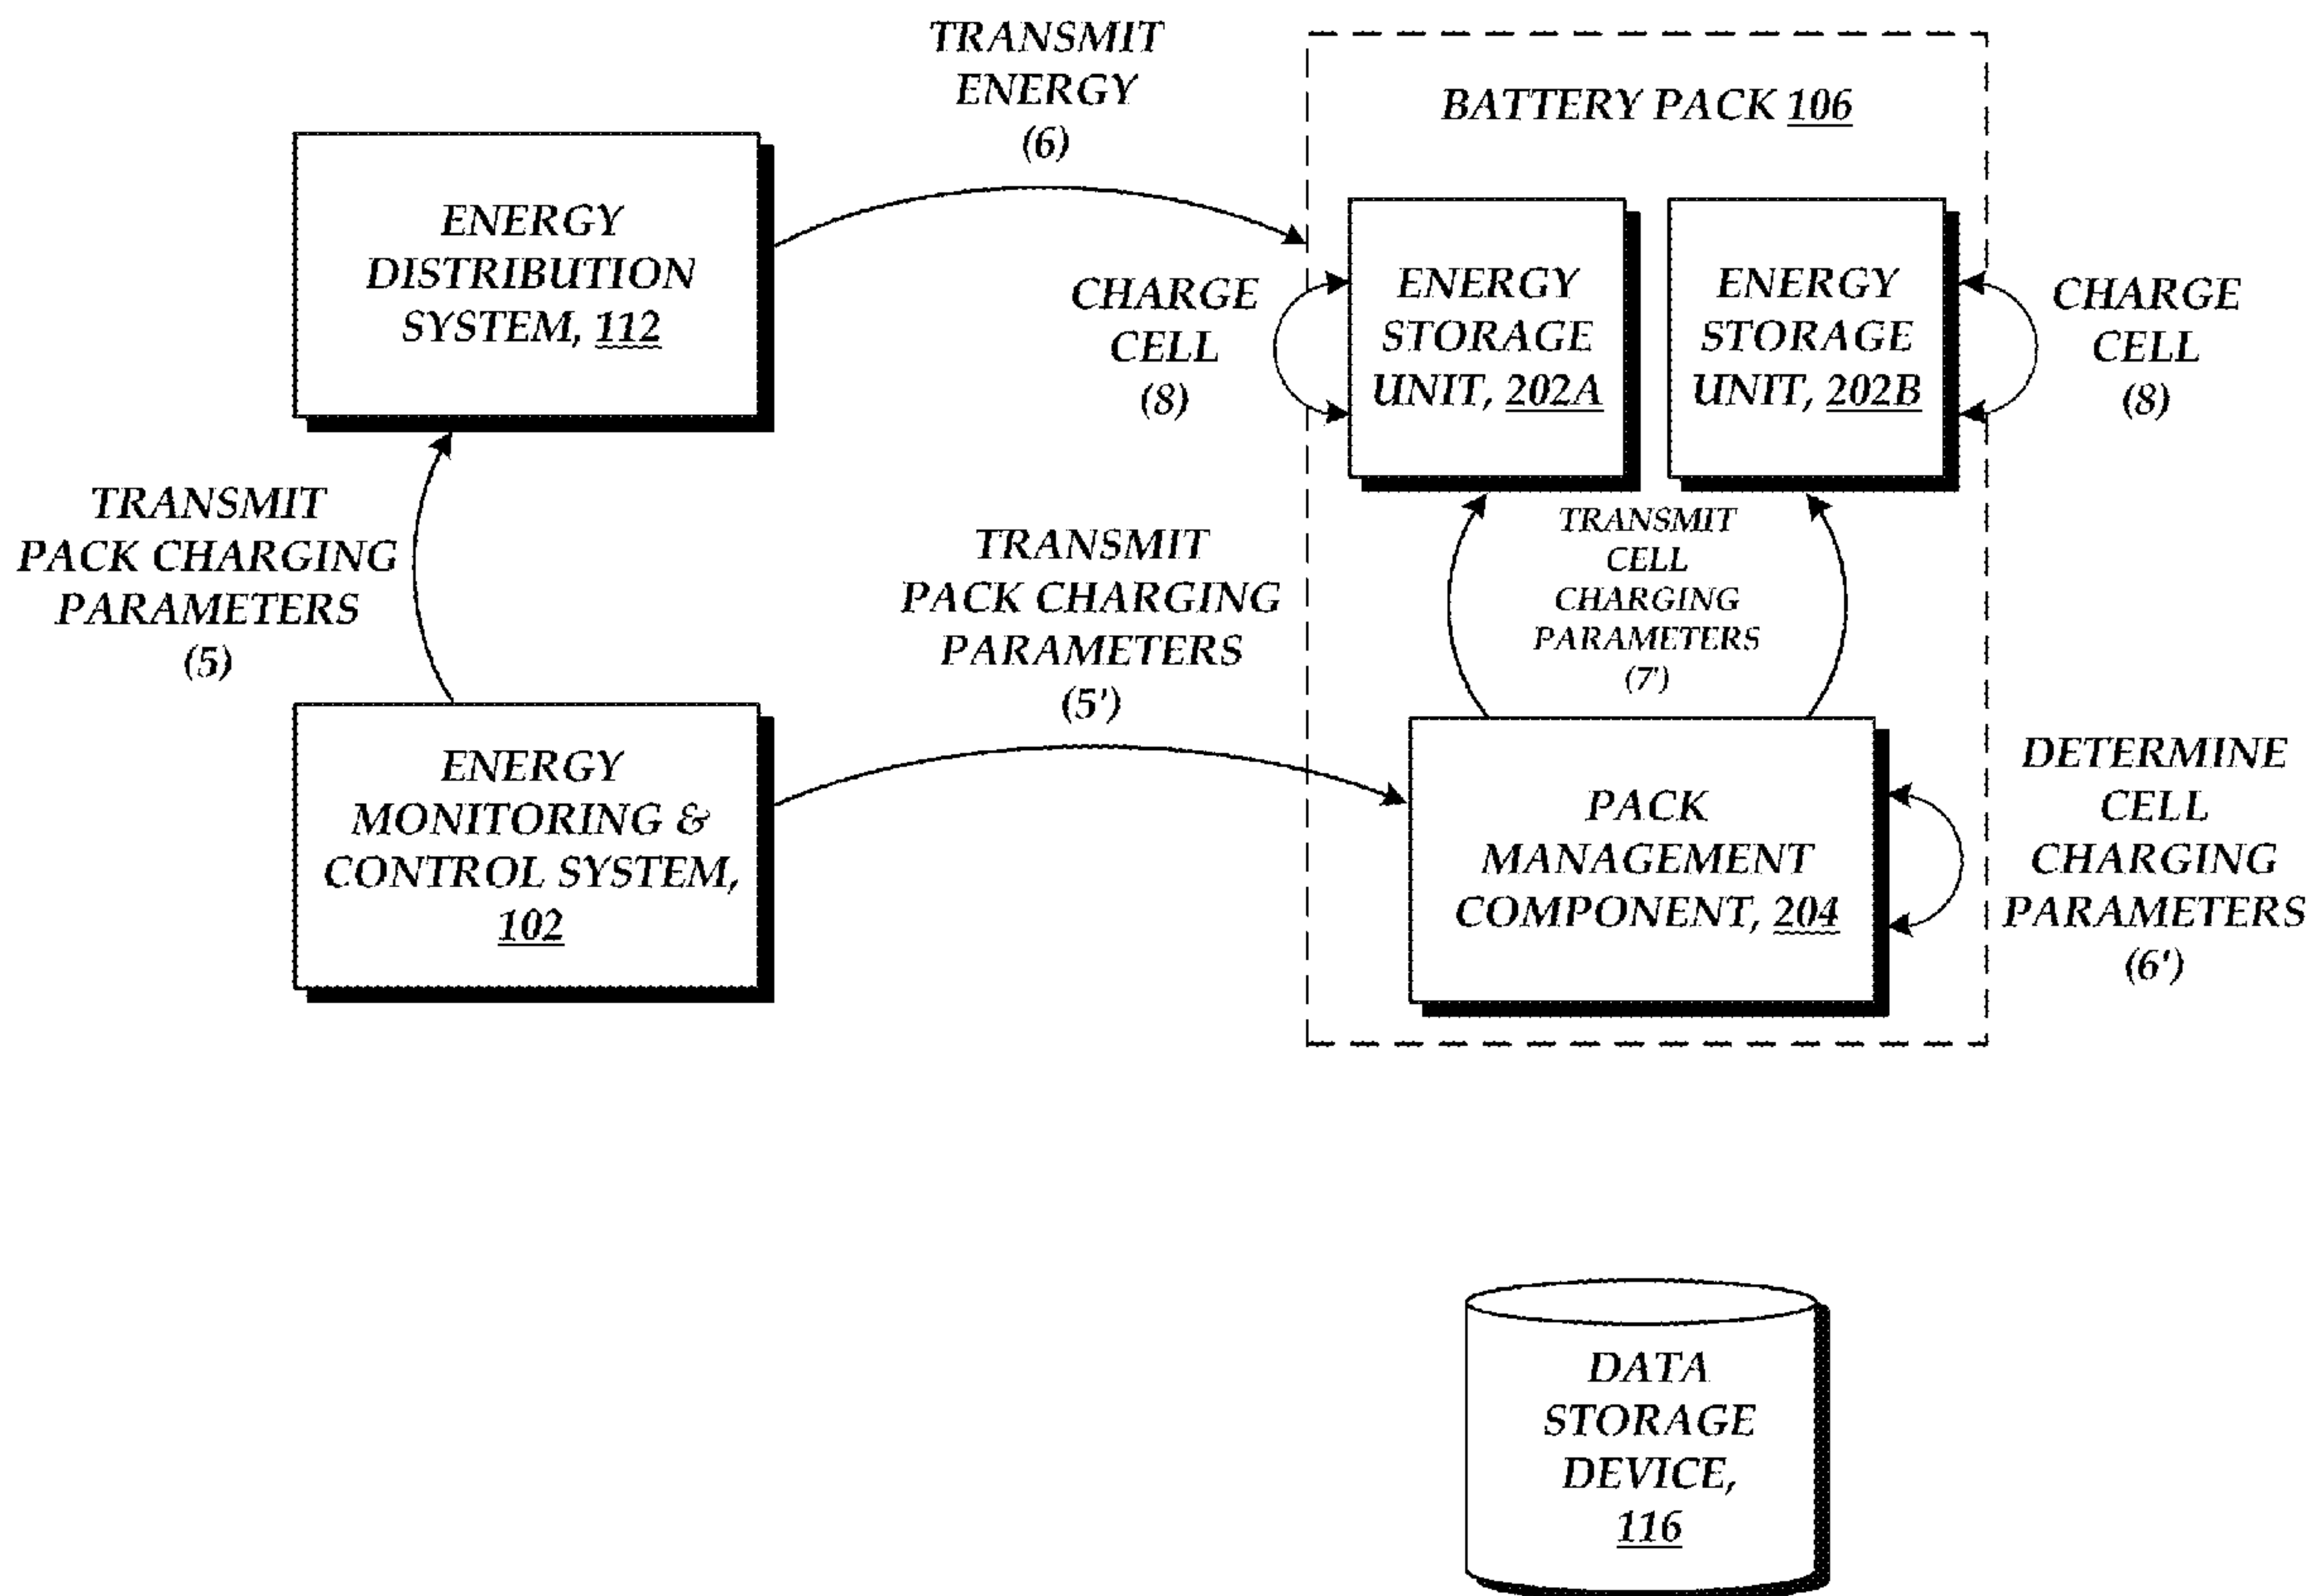 TRANSMIT
ENERGY
(6)
BATTERY PACK 106
ENERGY
DISTRIBUTION
SYSTEM, 112
CHARGE
CELL
(8)
ENERGY
STORAGE
UNIT, 202A
ENERGY
STORAGE
UNIT, 202B
CHARGE
CELL
(8)
TRANSMIT
PACK CHARGING
PARAMETERS
(5)
TRANSMIT
PACK CHARGING
PARAMETERS
(5')
TRANSMIT
CELL
CHARGING
PARAMETERS
(7')
ENERGY
MONITORING &
CONTROL SYSTEM,
102
PACK
MANAGEMENT
COMPONENT, 204
DETERMINE
CELL
CHARGING
PARAMETERS
(6')
DATA
STORAGE
DEVICE,
116